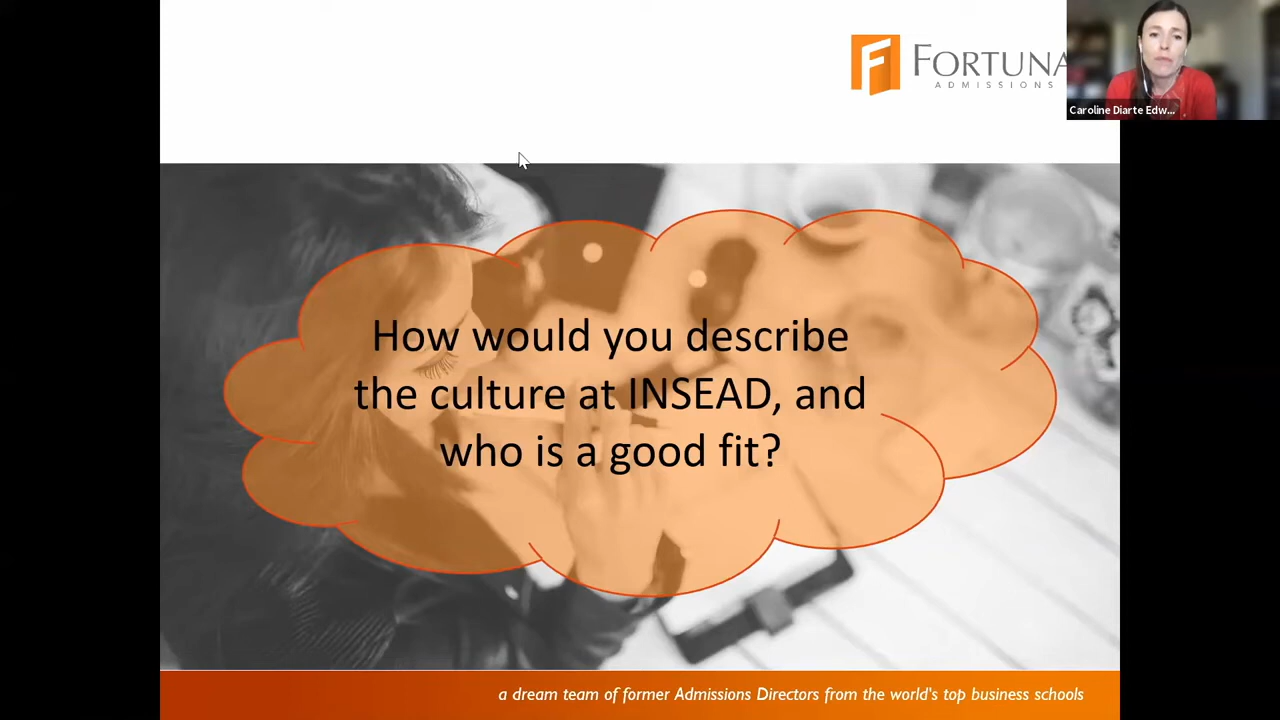 FORTUNA
ADMISSIONS
Caroline Diarte Edw...
How would you describe
the culture at INSEAD, and
who is a good fit?
a dream team of former Admissions Directors from the world's top business schools